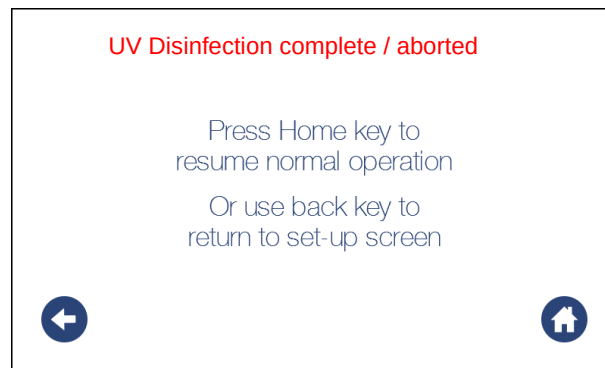 UV Disinfection complete / aborted
Press Home key to
resume normal operation
Or use back key to
return to set-up screen